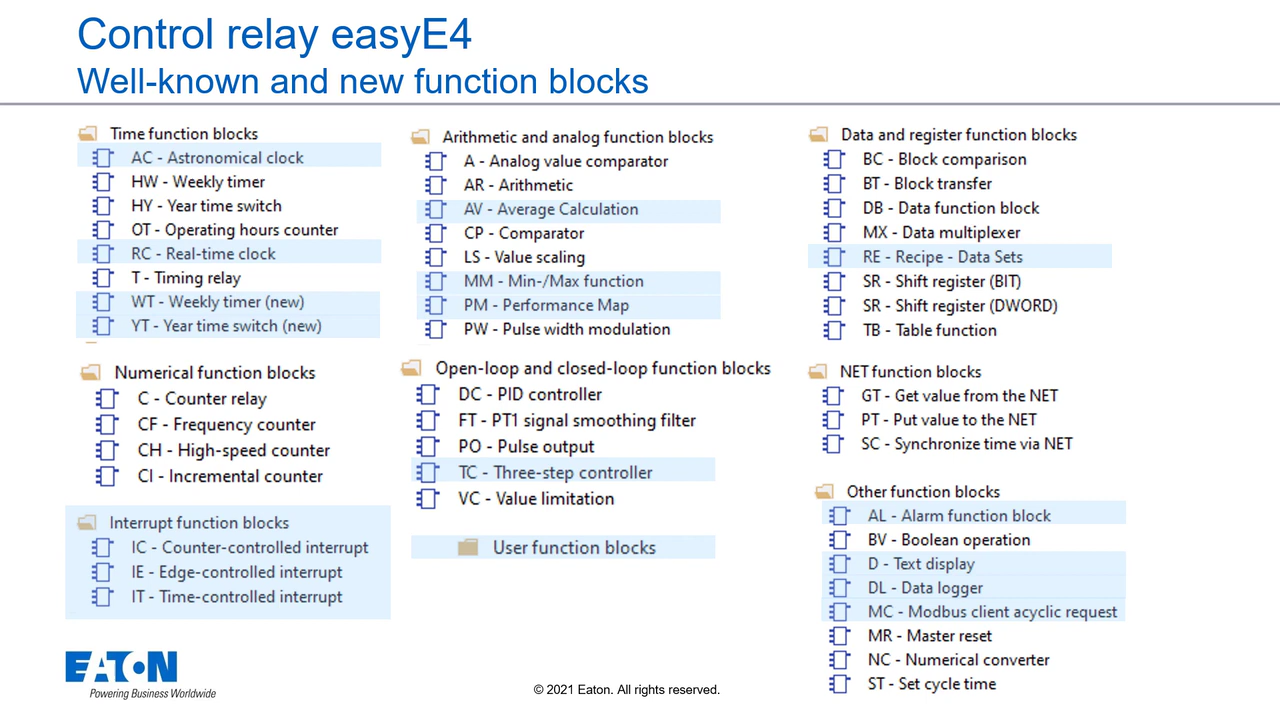 Control relay easyE4
Well-known and new function blocks
Time function blocks
AC - Astronomical clock
HW - Weekly timer
HY - Year time switch
OT - Operating hours counter
RC - Real-time clock
T - Timing relay
WT - Weekly timer (new)
YT - Year time switch (new)
Numerical function blocks
C - Counter relay
CF - Frequency counter
CH - High-speed counter
CI - Incremental counter
Interrupt function blocks
IC - Counter-controlled interrupt
IE - Edge-controlled interrupt
IT - Time-controlled interrupt
Arithmetic and analog function blocks
A - Analog value comparator
AR - Arithmetic
AV - Average Calculation
CP - Comparator
LS - Value scaling
MM - Min-/Max function
PM - Performance Map
PW - Pulse width modulation
Open-loop and closed-loop function blocks
DC - PID controller
FT - PT1 signal smoothing filter
PO - Pulse output
TC - Three-step controller
VC - Value limitation
User function blocks
Data and register function blocks
BC - Block comparison
BT - Block transfer
DB - Data function block
MX - Data multiplexer
RE - Recipe - Data Sets
SR - Shift register (BIT)
SR - Shift register (DWORD)
TB - Table function
NET function blocks
GT - Get value from the NET
PT - Put value to the NET
SC - Synchronize time via NET
Other function blocks
AL - Alarm function block
BV - Boolean operation
D - Text display
DL - Data logger
MC - Modbus client acyclic request
MR - Master reset
NC - Numerical converter
ST - Set cycle time
EATON
Powering Business Worldwide
© 2021 Eaton. All rights reserved.